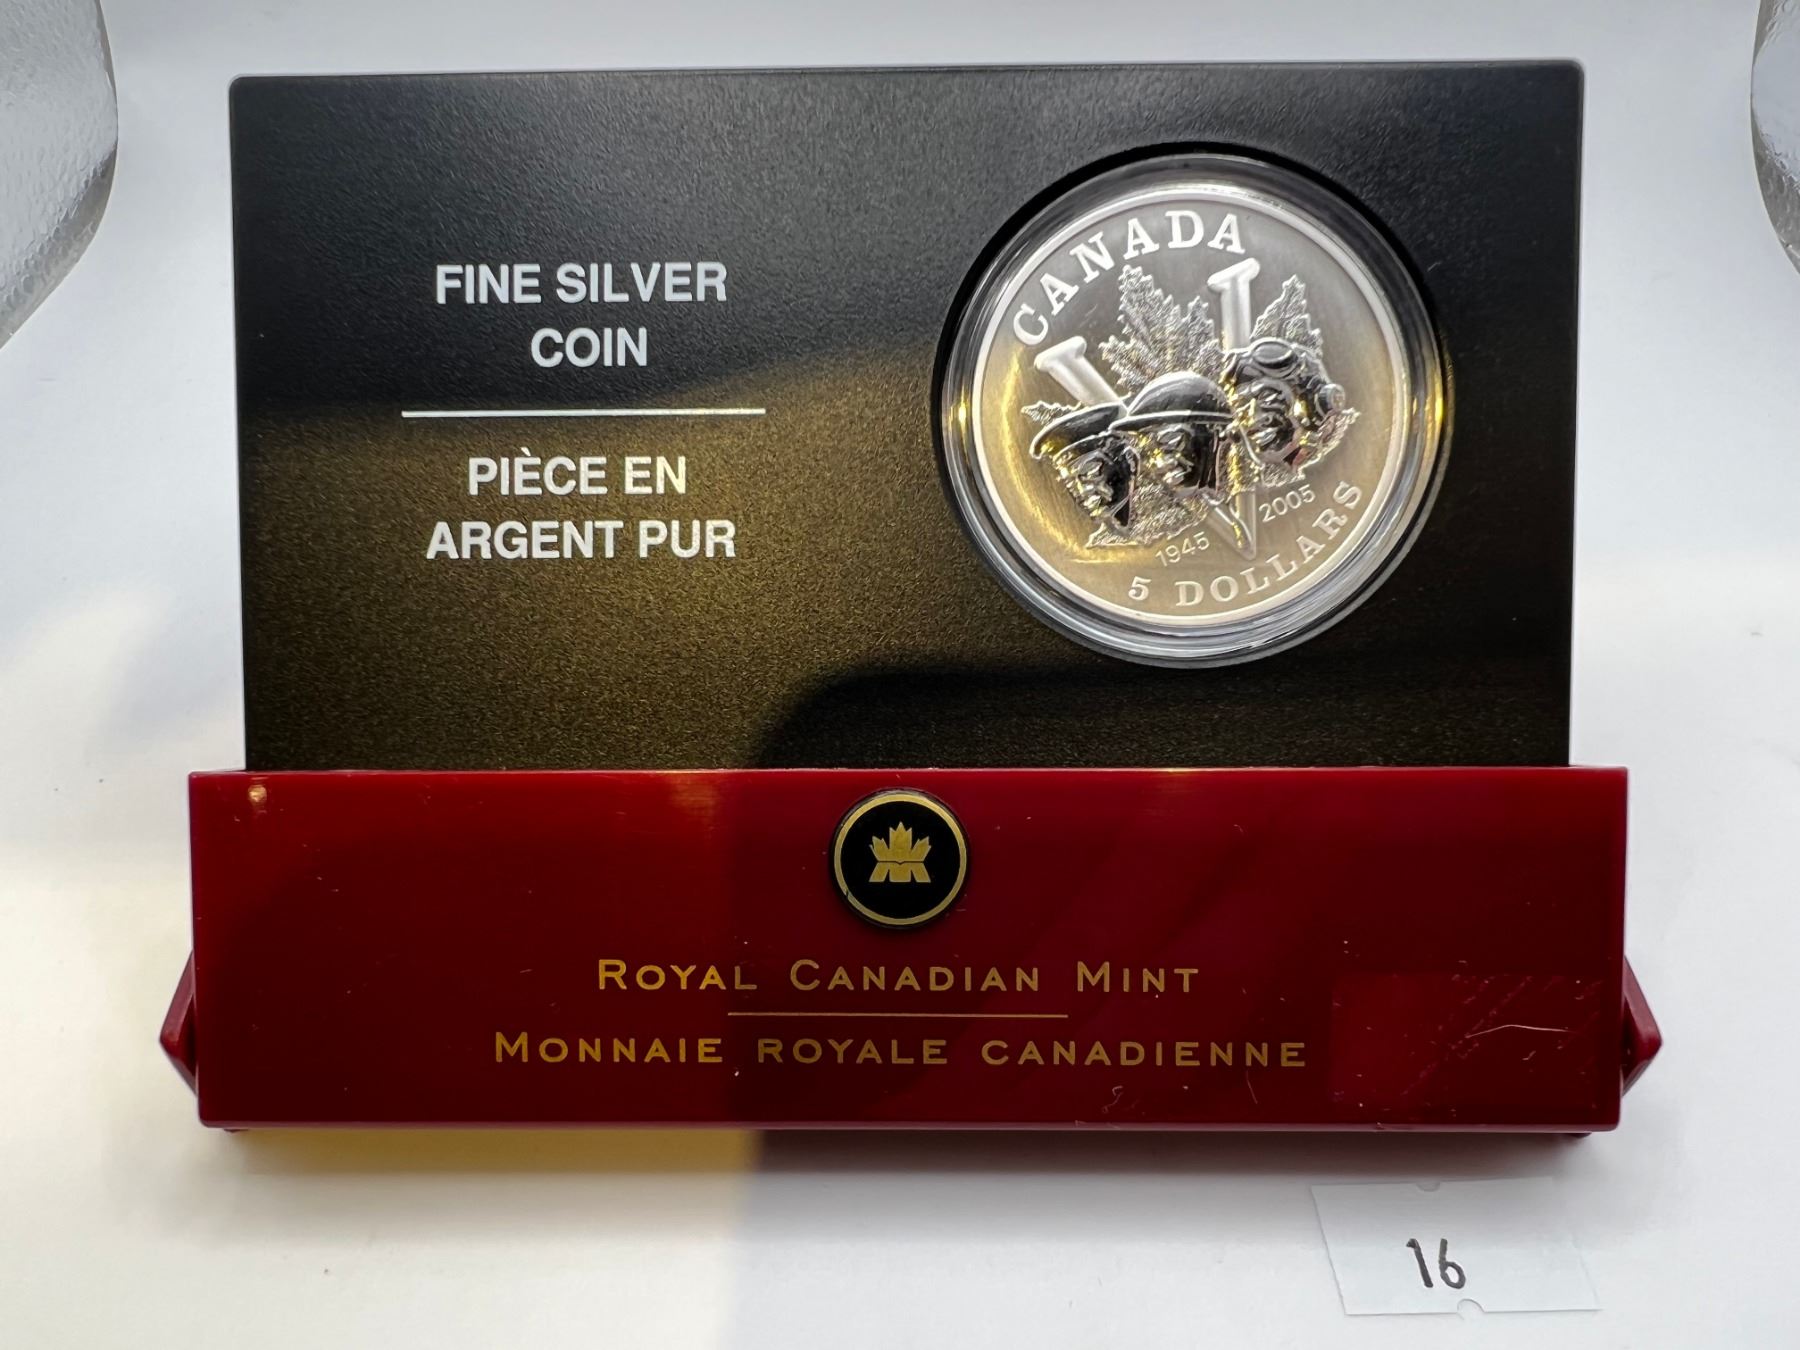 FINE SILVER
COIN
PIÈCE EN
ARGENT PUR
CANADA
1945
2005
5 DOLLARS
ROYAL CANADIAN MINT
MONNAIE ROYALE CANADIENNE
16